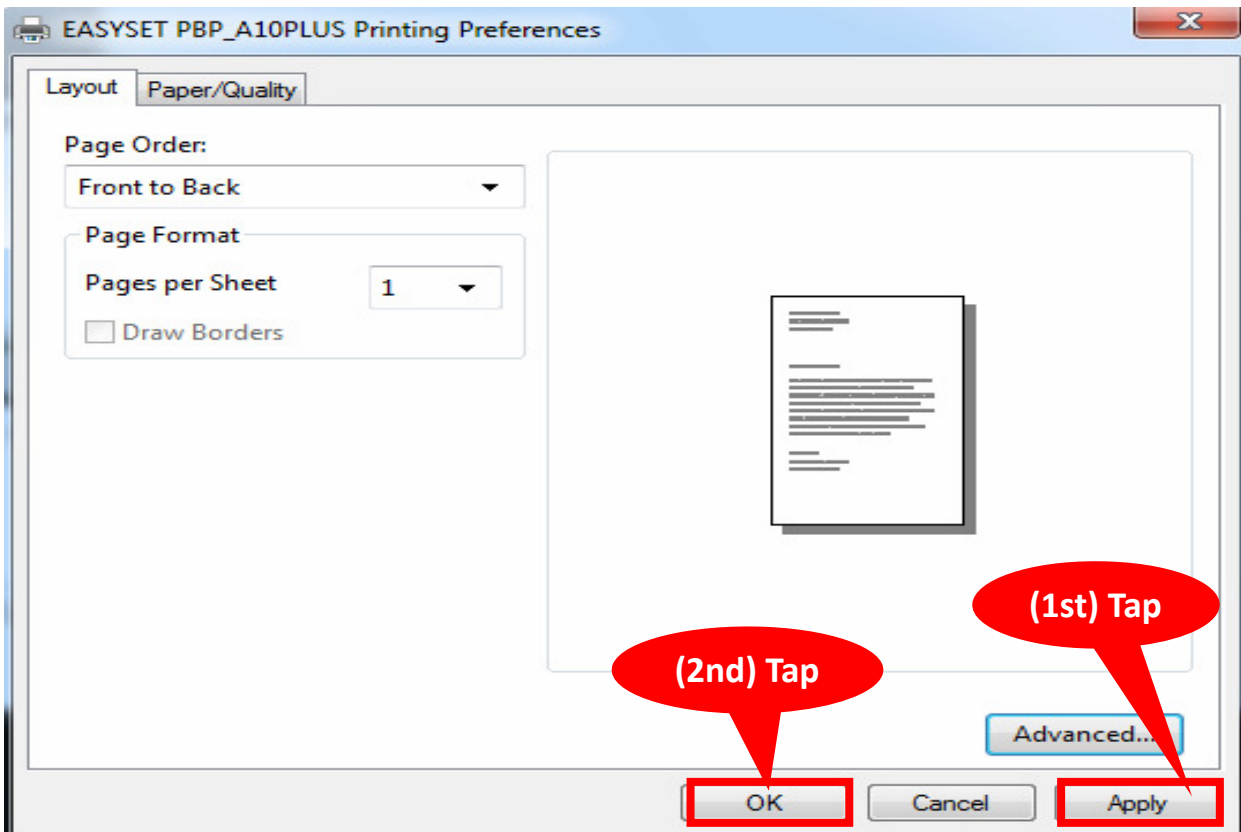 EASYSET PBP_A10PLUS Printing Preferences
Layout
Paper/Quality
Page Order:
Front to Back
Page Format
Pages per Sheet
1
Draw Borders
(1st) Tap
(2nd) Tap
Advanced...
OK
Cancel
Apply